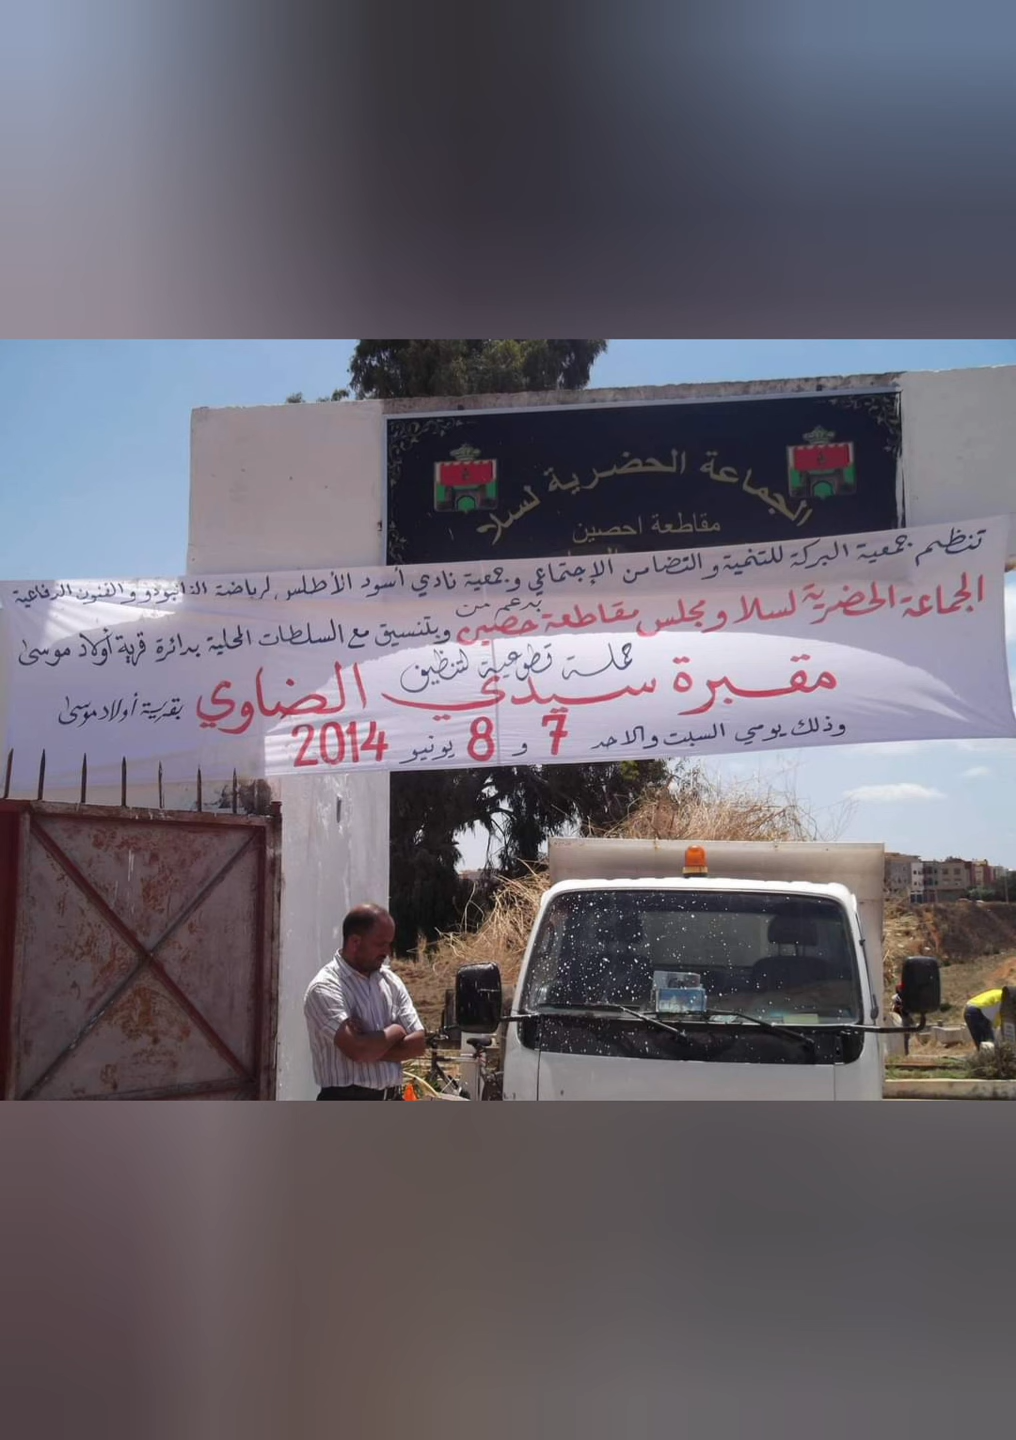 الجماعة الحضرية لسلا
مقاطعة احصين
تنظيم جمعية البركة للتنمية والتضامن الإجتماعي وجمعية نادي أسود الأطلس لرياضة التايبودو والفنون الدفاعية
بدعم من
الجماعة الحضرية لسلا ومجلس مقاطعة حصين وبتنسيق مع السلطات المحلية بدائرة قرية أولاد موسى
حملة تطوعية لتنظيف
مقبرة سيدي الضاوي بقرية أولاد موسى
وذلك يومي السبت والاحد 7 و 8 يونيو 2014